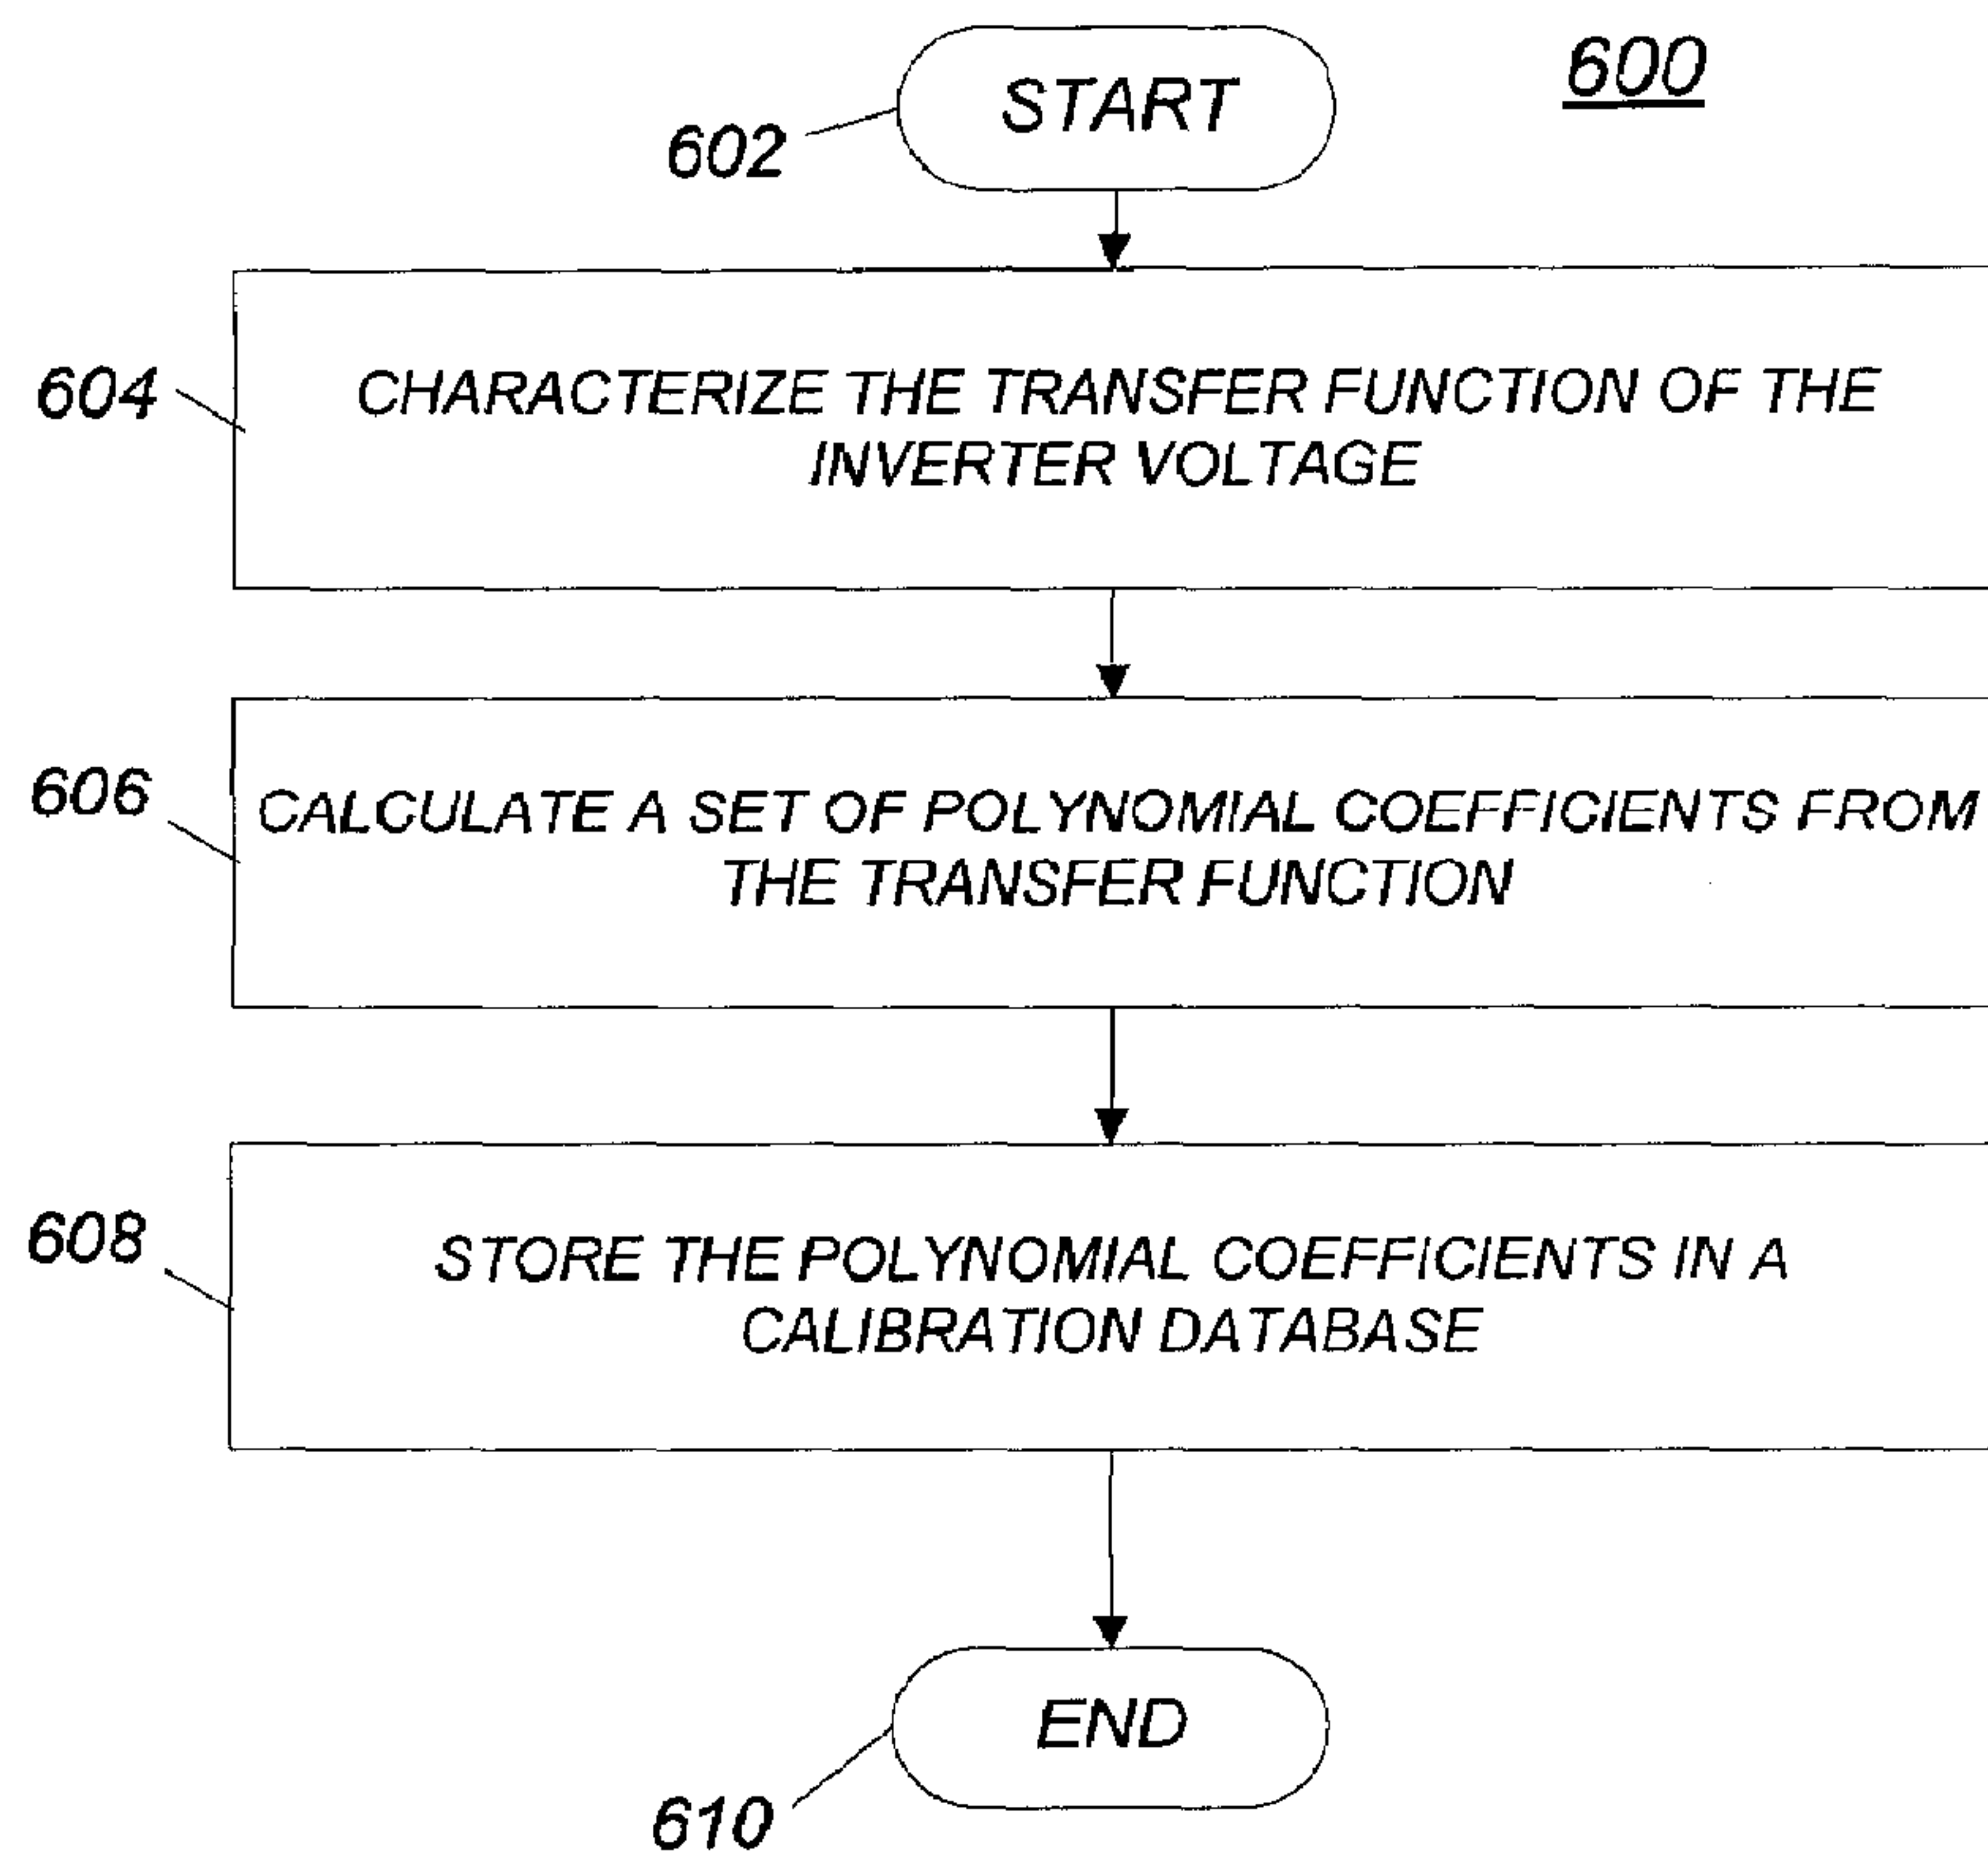 START
600
602
604
CHARACTERIZE THE TRANSFER FUNCTION OF THE
INVERTER VOLTAGE
606
CALCULATE A SET OF POLYNOMIAL COEFFICIENTS FROM
THE TRANSFER FUNCTION
608
STORE THE POLYNOMIAL COEFFICIENTS IN A
CALIBRATION DATABASE
END
610